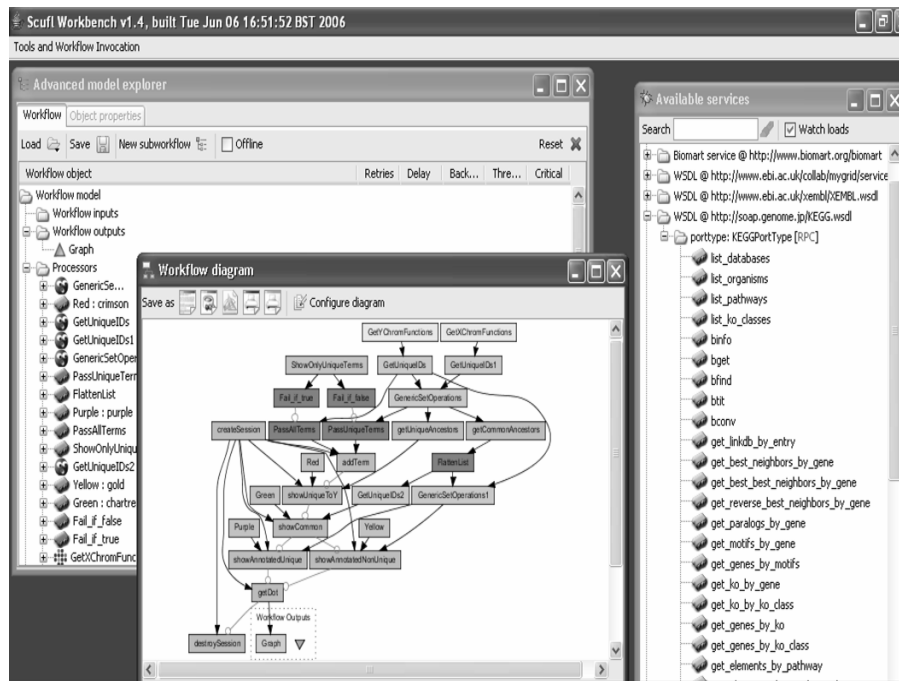 Scufl Workbench v1.4, built Tue Jun 06 16:51:52 BST 2006
Tools and Workflow Invocation
Advanced model explorer
Workflow Object properties
Load Save New subworkflow Offline Reset
Workflow object Retries Delay Back... Thre... Critical
Workflow model
Workflow inputs
Workflow outputs
Graph
Processors
GenericSe...
Red : crimson
GetUniqueIDs
GetUniqueIDs1
GenericSetOper
PassUniqueTerr
FlattenList
Purple : purple
PassAllTerms
ShowOnlyUniqu
GetUniqueIDs2
Yellow : gold
Green : chartre
Fail_if_false
Fail_if_true
GetXChromFunc
Workflow diagram
Save as Configure diagram
GetYChromFunctions GetXChromFunctions
ShowOnlyUniqueTerms GetUniqueIDs GetUniqueIDs1
Fail_if_true Fail_if_false GenericSetOperations
createSession PassAllTerms PassUniqueTerms getUniqueAncestors getCommonAncestors
Red addTerm FlattenList
Green showUniqueToY GetUniqueIDs2 GenericSetOperations1
Purple showCommon Yellow
showAnnotatedUnique showAnnotatedNonUnique
getDot
Workflow Outputs
destroySession Graph
Available services
Search Watch loads
Biomart service @ http://www.biomart.org/biomart
WSDL @ http://www.ebi.ac.uk/collab/mygrid/service
WSDL @ http://www.ebi.ac.uk/xembl/XEMBL.wsdl
WSDL @ http://soap.genome.jp/KEGG.wsdl
porttype: KEGGPortType [RPC]
list_databases
list_organisms
list_pathways
list_ko_classes
binfo
bget
bfind
btit
bconv
get_linkdb_by_entry
get_best_neighbors_by_gene
get_best_best_neighbors_by_gene
get_reverse_best_neighbors_by_gene
get_paralogs_by_gene
get_motifs_by_gene
get_genes_by_motifs
get_ko_by_gene
get_ko_by_ko_class
get_genes_by_ko
get_genes_by_ko_class
get_elements_by_pathway